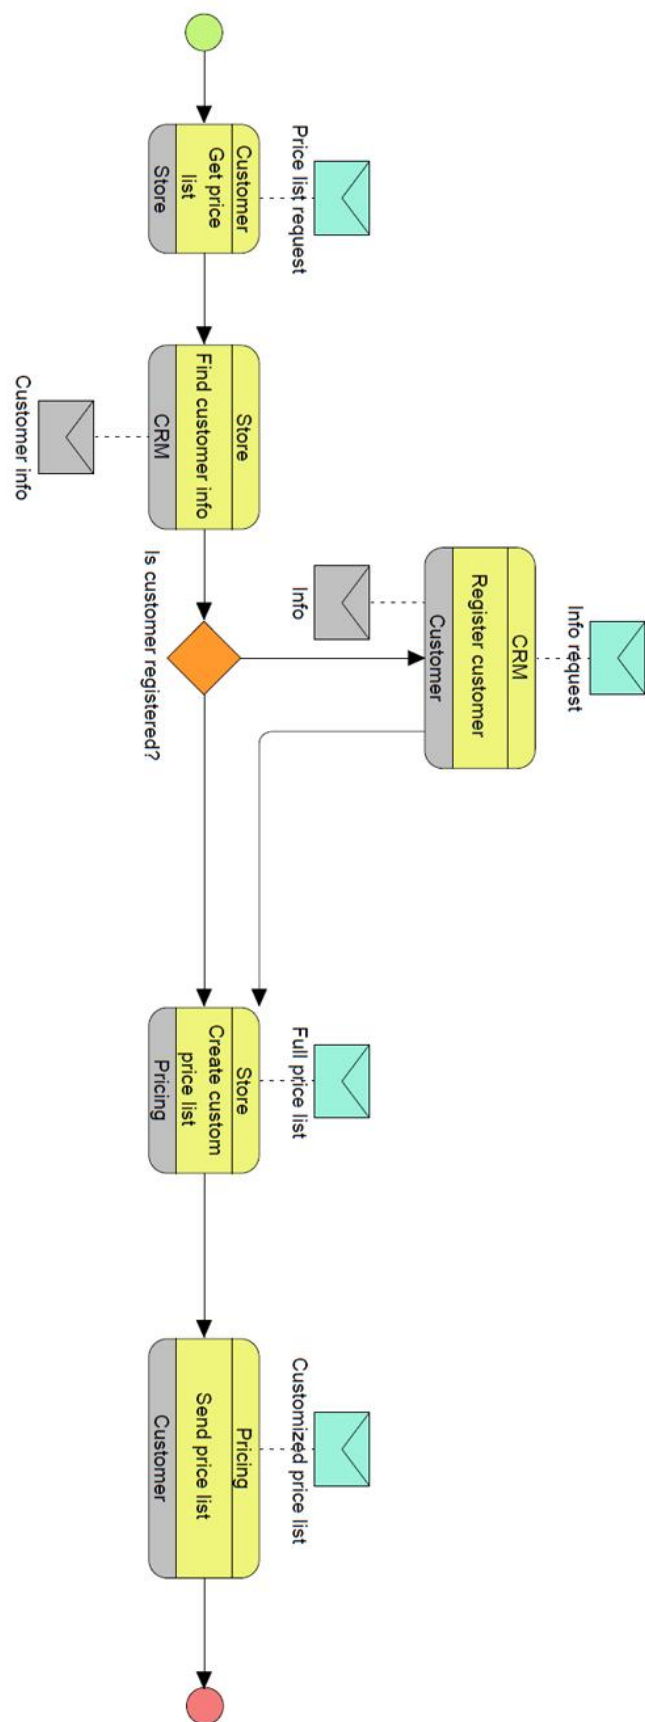 Price list request
Customer
Get price
list
Store
Store
Find customer info
CRM
Customer info
Is customer registered?
Info request
CRM
Register customer
Customer
Info
Full price list
Store
Create custom
price list
Pricing
Customized price list
Pricing
Send price list
Customer